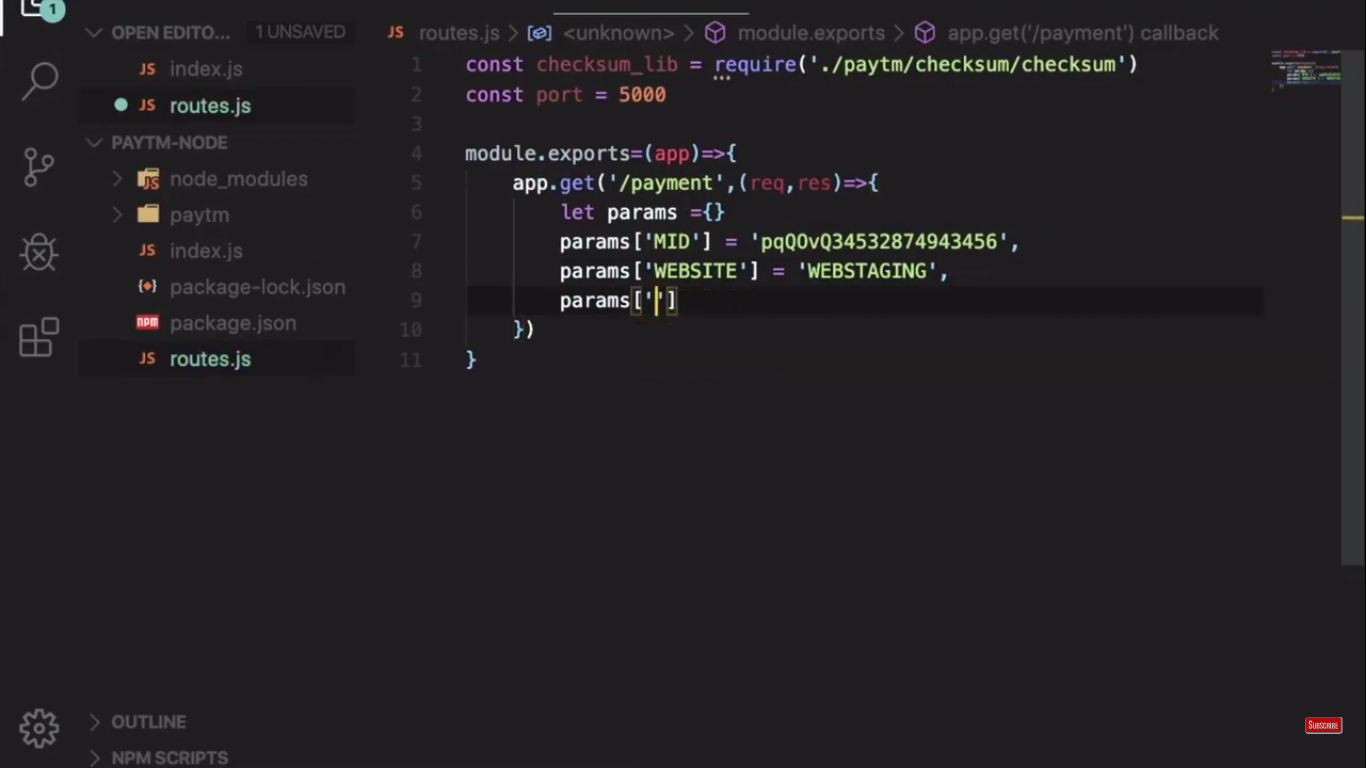 1
OPEN EDITO... 1 UNSAVED
JS index.js
JS routes.js
PAYTM-NODE
JS node_modules
paytm
JS index.js
package-lock.json
npm package.json
JS routes.js
OUTLINE
NPM SCRIPTS
JS routes.js > <unknown> > module.exports > app.get('/payment') callback
1 const checksum_lib = require('./paytm/checksum/checksum')
2 const port = 5000
3
4 module.exports=(app)=>{
5 app.get('/payment',(req,res)=>{
6 let params ={}
7 params['MID'] = 'pqQOvQ34532874943456',
8 params['WEBSITE'] = 'WEBSTAGING',
9 params['']
10 })
11 }
SUBSCRIBE